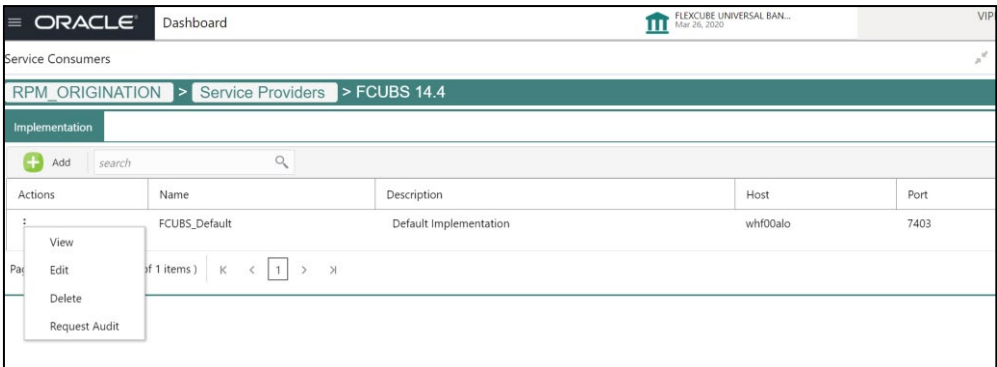 ORACLE Dashboard FLEXCUBE UNIVERSAL BAN...
Mar 26, 2020
VIP
Service Consumers
RPM_ORIGINATION > Service Providers > FCUBS 14.4
Implementation
Add search
Actions Name Description Host Port
FCUBS_Default Default Implementation whf00alo 7403
View
Edit
Delete
Request Audit
of 1 items ) K < 1 > >|